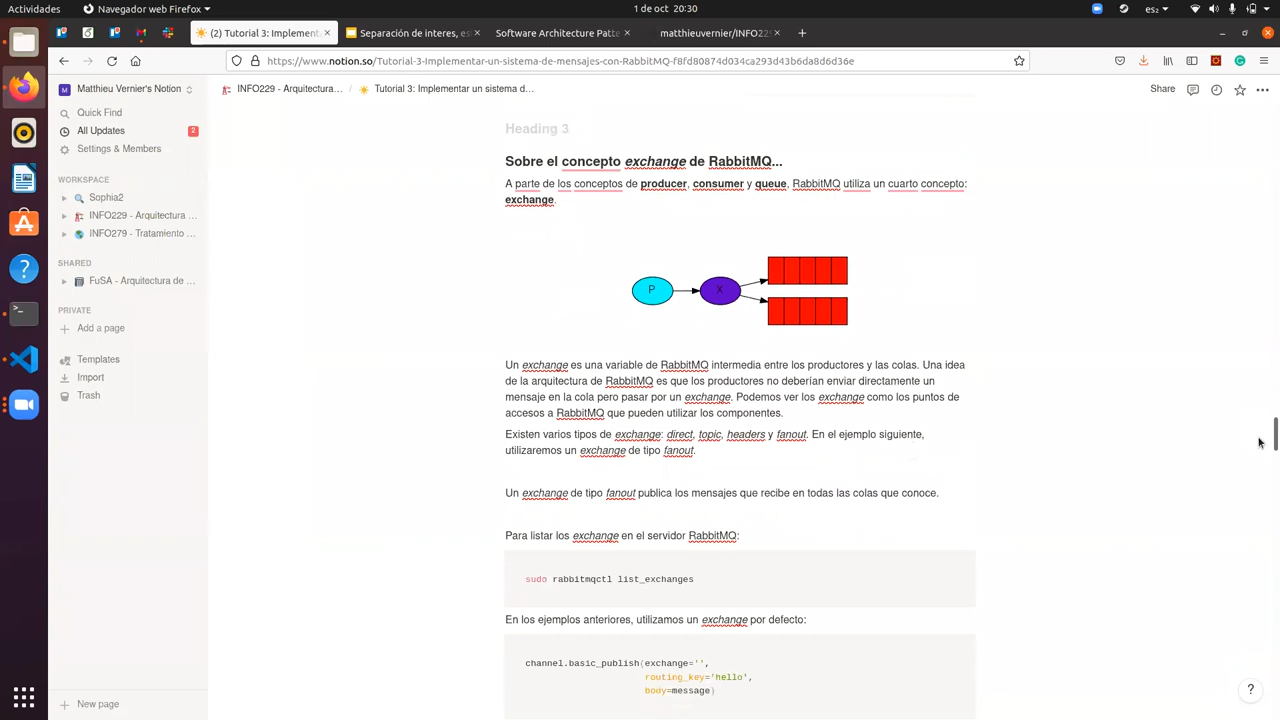 Actividades
Navegador web Firefox
1 de oct 20:30
es₂
(2) Tutorial 3: Implement
Separación de interes, es
Software Architecture Patte
matthieuvernier/INFO229
https://www.notion.so/Tutorial-3-Implementar-un-sistema-de-mensajes-con-RabbitMQ-f8fd80874d034ca293d43b6da8d6d36e
Matthieu Vernier's Notion
INFO229 - Arquitectura... / Tutorial 3: Implementar un sistema d...
Share
Quick Find
All Updates
2
Settings & Members
WORKSPACE
Sophia2
INFO229 - Arquitectura ...
INFO279 - Tratamiento ...
SHARED
FuSA - Arquitectura de ...
PRIVATE
Add a page
Templates
Import
Trash
New page
Heading 3
Sobre el concepto exchange de RabbitMQ...
A parte de los conceptos de producer, consumer y queue, RabbitMQ utiliza un cuarto concepto:
exchange.
P
X
Un exchange es una variable de RabbitMQ intermedia entre los productores y las colas. Una idea
de la arquitectura de RabbitMQ es que los productores no deberían enviar directamente un
mensaje en la cola pero pasar por un exchange. Podemos ver los exchange como los puntos de
accesos a RabbitMQ que pueden utilizar los componentes.
Existen varios tipos de exchange: direct, topic, headers y fanout. En el ejemplo siguiente,
utilizaremos un exchange de tipo fanout.
Un exchange de tipo fanout publica los mensajes que recibe en todas las colas que conoce.
Para listar los exchange en el servidor RabbitMQ:
sudo rabbitmqctl list_exchanges
En los ejemplos anteriores, utilizamos un exchange por defecto:
channel.basic_publish(exchange='',
routing_key='hello',
body=message)
?